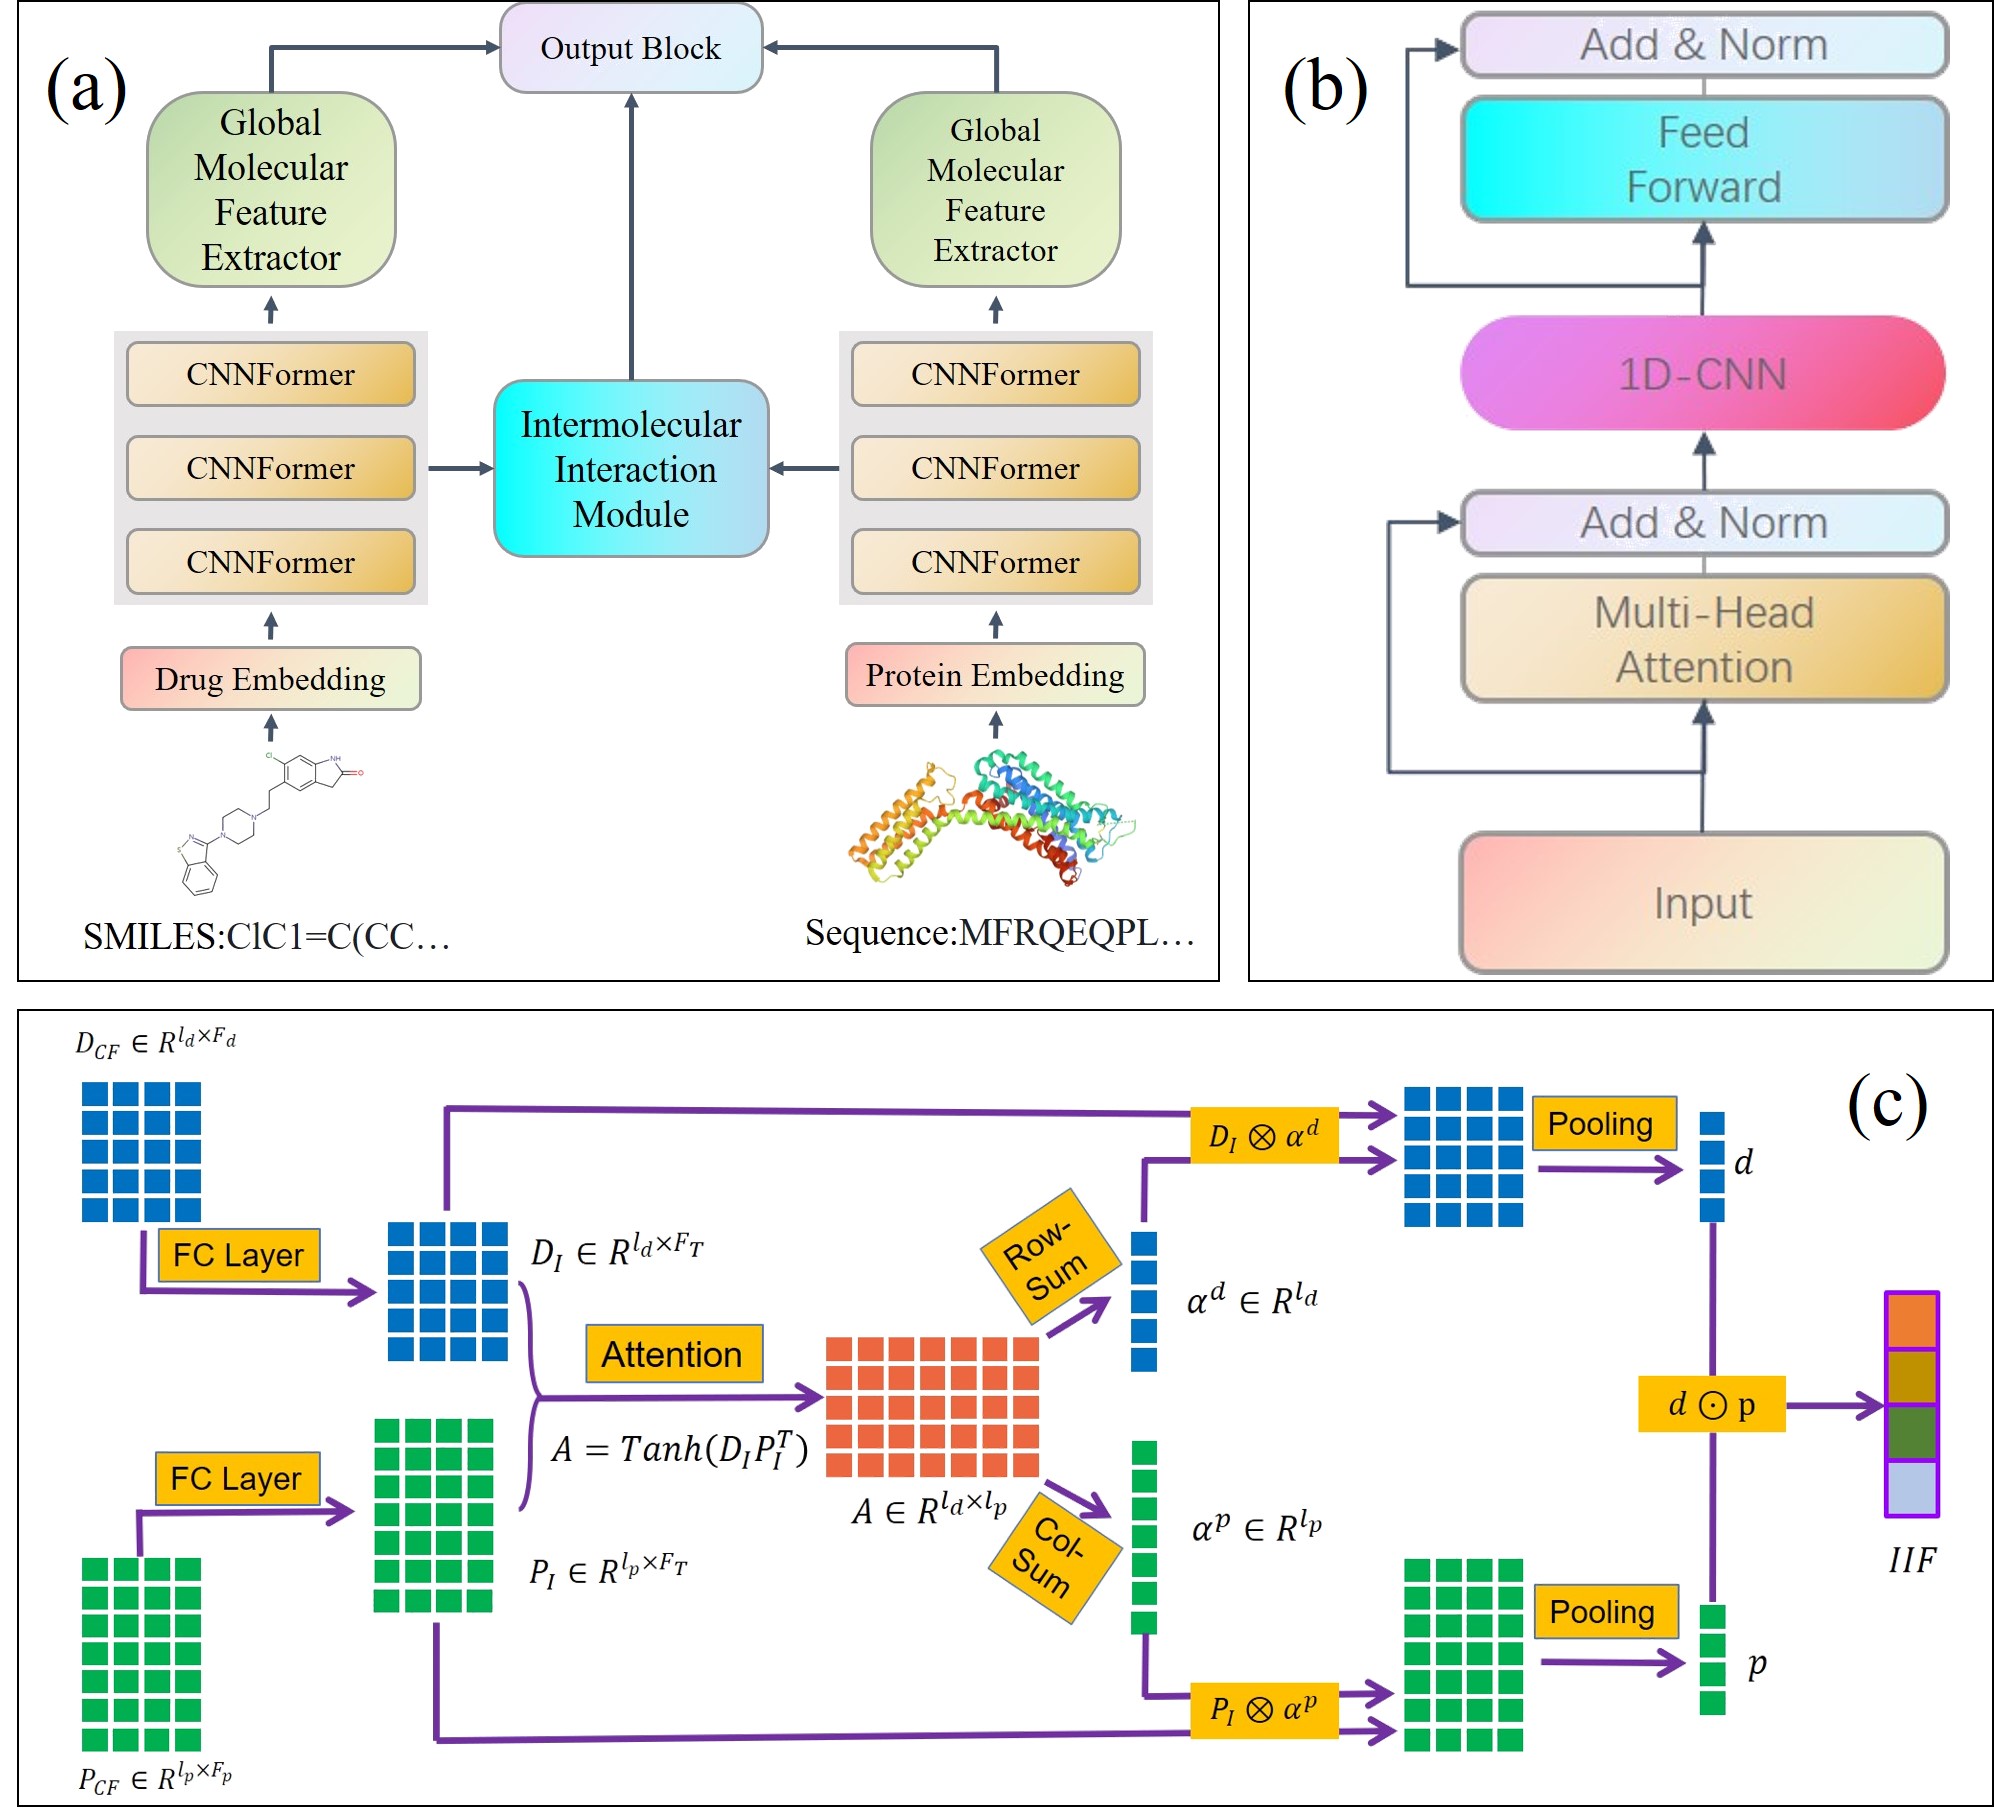 (a)
Output Block
Global
Molecular
Feature
Extractor
Global
Molecular
Feature
Extractor
CNNFormer
CNNFormer
CNNFormer
Intermolecular
Interaction
Module
CNNFormer
CNNFormer
CNNFormer
Drug Embedding
Protein Embedding
Cl
NH
O
N
N
N
S
SMILES:ClC1=C(CC…
Sequence:MFRQEQPL…
(b)
Add & Norm
Feed
Forward
1D-CNN
Add & Norm
Multi-Head
Attention
Input
(c)
$D_{CF} \in R^{l_d \times F_d}$
FC Layer
$D_I \in R^{l_d \times F_T}$
Attention
$A = Tanh(D_I P_I^T)$
FC Layer
$P_I \in R^{l_p \times F_T}$
$P_{CF} \in R^{l_p \times F_p}$
$A \in R^{l_d \times l_p}$
Row-
Sum
Col-
Sum
$\alpha^d \in R^{l_d}$
$\alpha^p \in R^{l_p}$
$D_I \otimes \alpha^d$
$P_I \otimes \alpha^p$
Pooling
d
Pooling
p
d ⊙ p
IIF